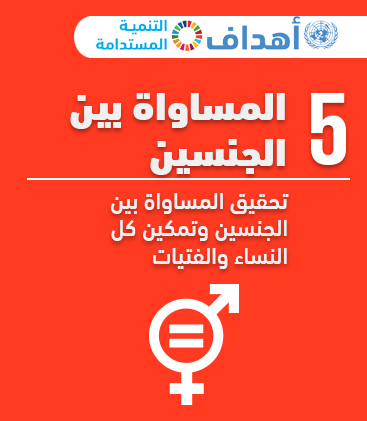 أهداف
التنمية
المستدامة
5
المساواة بين
الجنسين
تحقيق المساواة بين
الجنسين وتمكين كل
النساء والفتيات